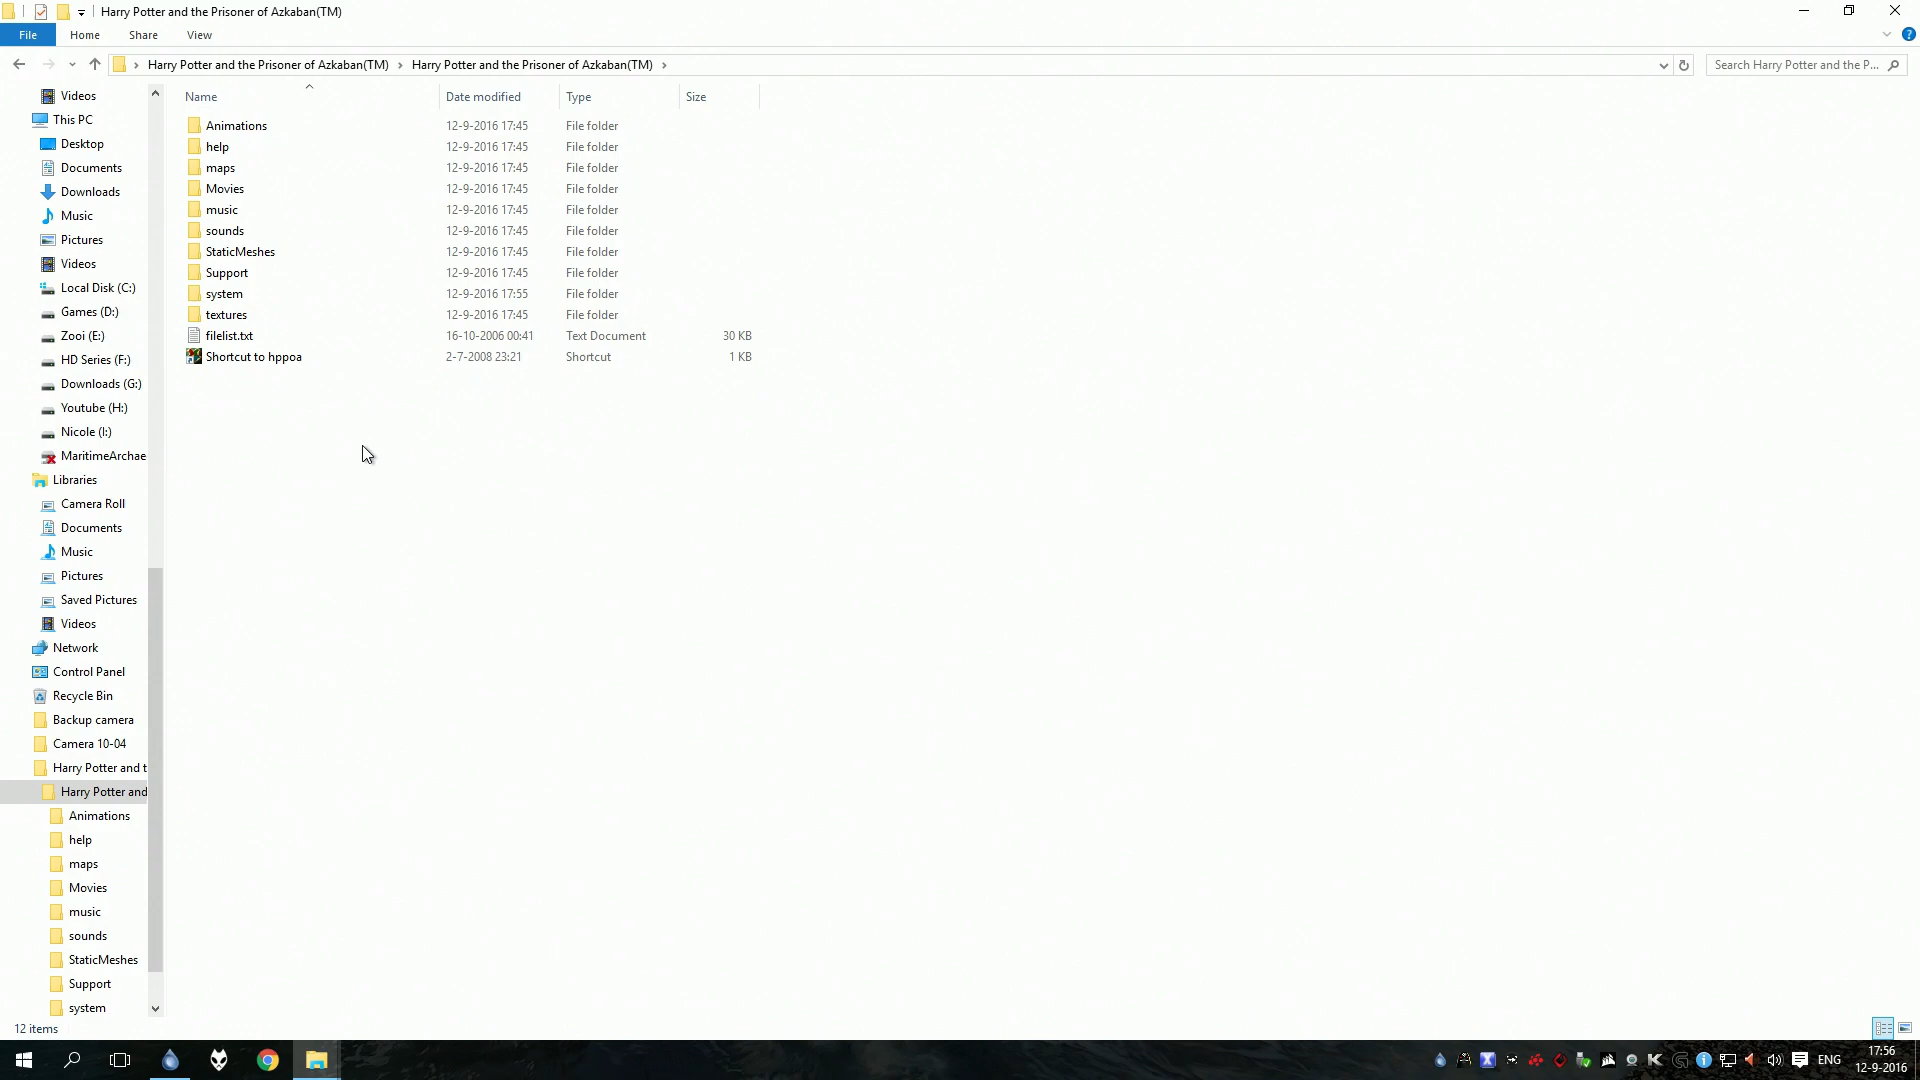 Harry Potter and the Prisoner of Azkaban(TM)
File Home Share View
Harry Potter and the Prisoner of Azkaban(TM) Harry Potter and the Prisoner of Azkaban(TM)
Search Harry Potter and the P...
Name Date modified Type Size
Animations 12-9-2016 17:45 File folder
help 12-9-2016 17:45 File folder
maps 12-9-2016 17:45 File folder
Movies 12-9-2016 17:45 File folder
music 12-9-2016 17:45 File folder
sounds 12-9-2016 17:45 File folder
StaticMeshes 12-9-2016 17:45 File folder
Support 12-9-2016 17:45 File folder
system 12-9-2016 17:55 File folder
textures 12-9-2016 17:45 File folder
filelist.txt 16-10-2006 00:41 Text Document 30 KB
Shortcut to hppoa 2-7-2008 23:21 Shortcut 1 KB
Videos
This PC
Desktop
Documents
Downloads
Music
Pictures
Videos
Local Disk (C:)
Games (D:)
Zooi (E:)
HD Series (F:)
Downloads (G:)
Youtube (H:)
Nicole (I:)
MaritimeArchae
Libraries
Camera Roll
Documents
Music
Pictures
Saved Pictures
Videos
Network
Control Panel
Recycle Bin
Backup camera
Camera 10-04
Harry Potter and t
Harry Potter and
Animations
help
maps
Movies
music
sounds
StaticMeshes
Support
system
12 items
ENG
17:56
12-9-2016